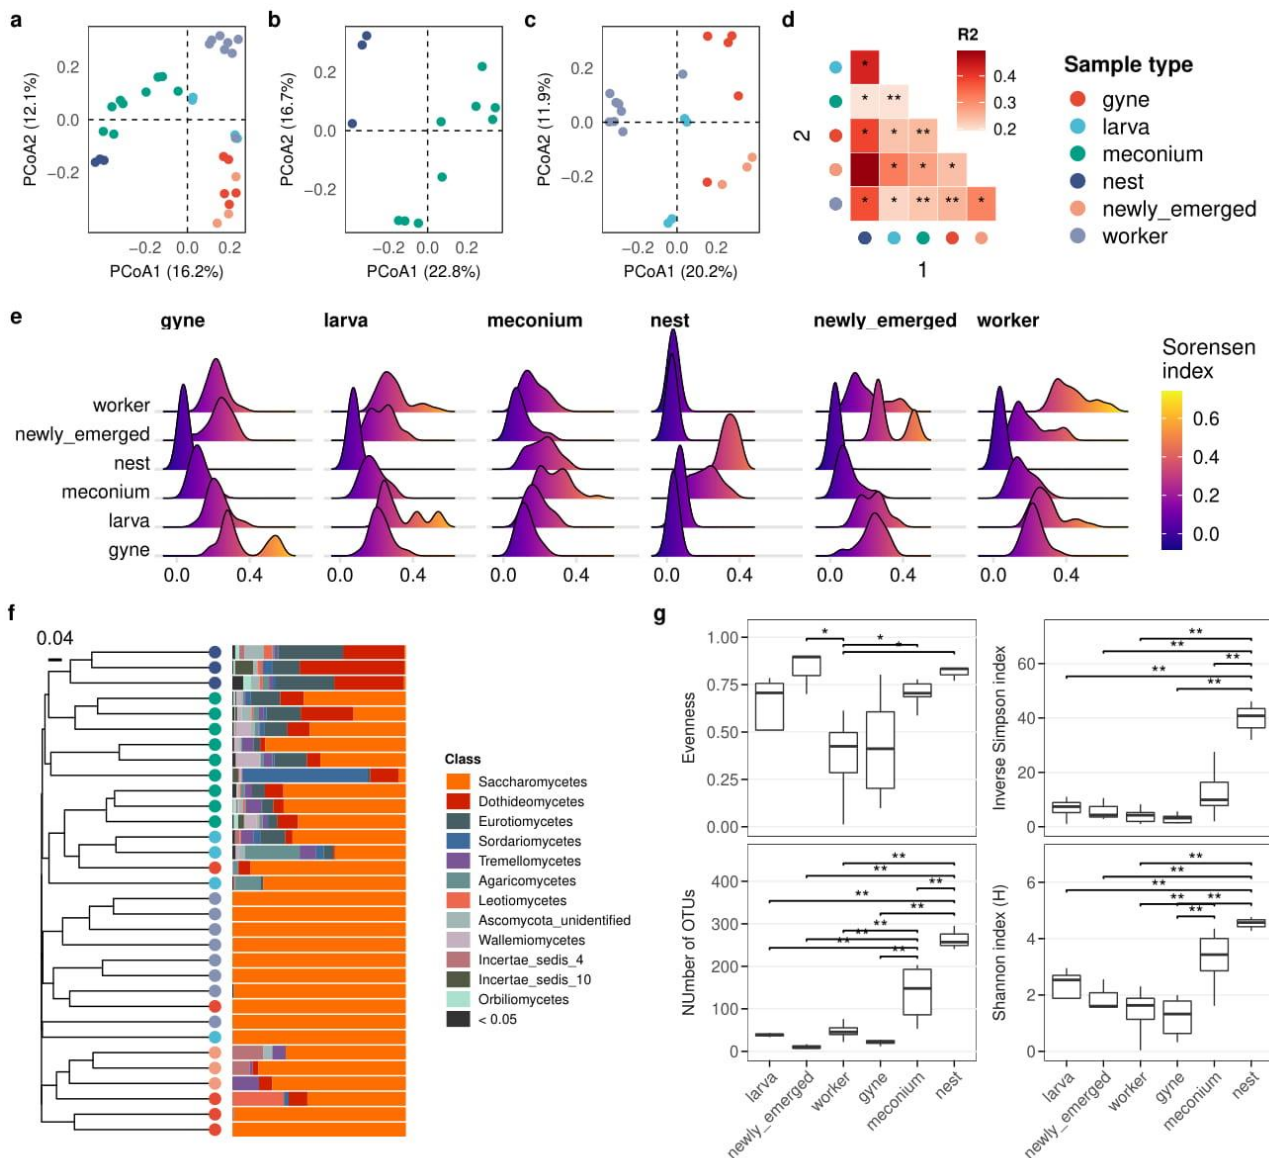 a
b
c
d
PCoA2 (12.1%)
0.2
0.0
−0.2
−0.2
0.0
0.2
PCoA1 (16.2%)
PCoA2 (16.7%)
0.2
0.0
−0.2
−0.2
0.0
0.2
PCoA1 (22.8%)
PCoA2 (11.9%)
0.2
0.0
−0.2
−0.2
0.0
0.2
PCoA1 (20.2%)
R2
0.4
0.3
0.2
2
*
* **
* * **
* * *
* * ** ** *
1
Sample type
gyne
larva
meconium
nest
newly_emerged
worker
e
gyne
larva
meconium
nest
newly_emerged
worker
worker
newly_emerged
nest
meconium
larva
gyne
0.0 0.4
0.0 0.4
0.0 0.4
0.0 0.4
0.0 0.4
0.0 0.4
Sorensen
index
0.6
0.4
0.2
0.0
f
0.04
Class
Saccharomycetes
Dothideomycetes
Eurotiomycetes
Sordariomycetes
Tremellomycetes
Agaricomycetes
Leotiomycetes
Ascomycota_unidentified
Wallemiomycetes
Incertae_sedis_4
Incertae_sedis_10
Orbiliomycetes
< 0.05
g
Evenness
1.00
0.75
0.50
0.25
0.00
*
*
*
Inverse Simpson index
60
40
20
0
**
**
**
**
**
NUmber of OTUs
400
300
200
100
0
**
**
**
**
**
**
**
**
**
larva
newly_emerged
worker
gyne
meconium
nest
Shannon index (H)
6
4
2
0
**
**
**
** **
**
larva
newly_emerged
worker
gyne
meconium
nest